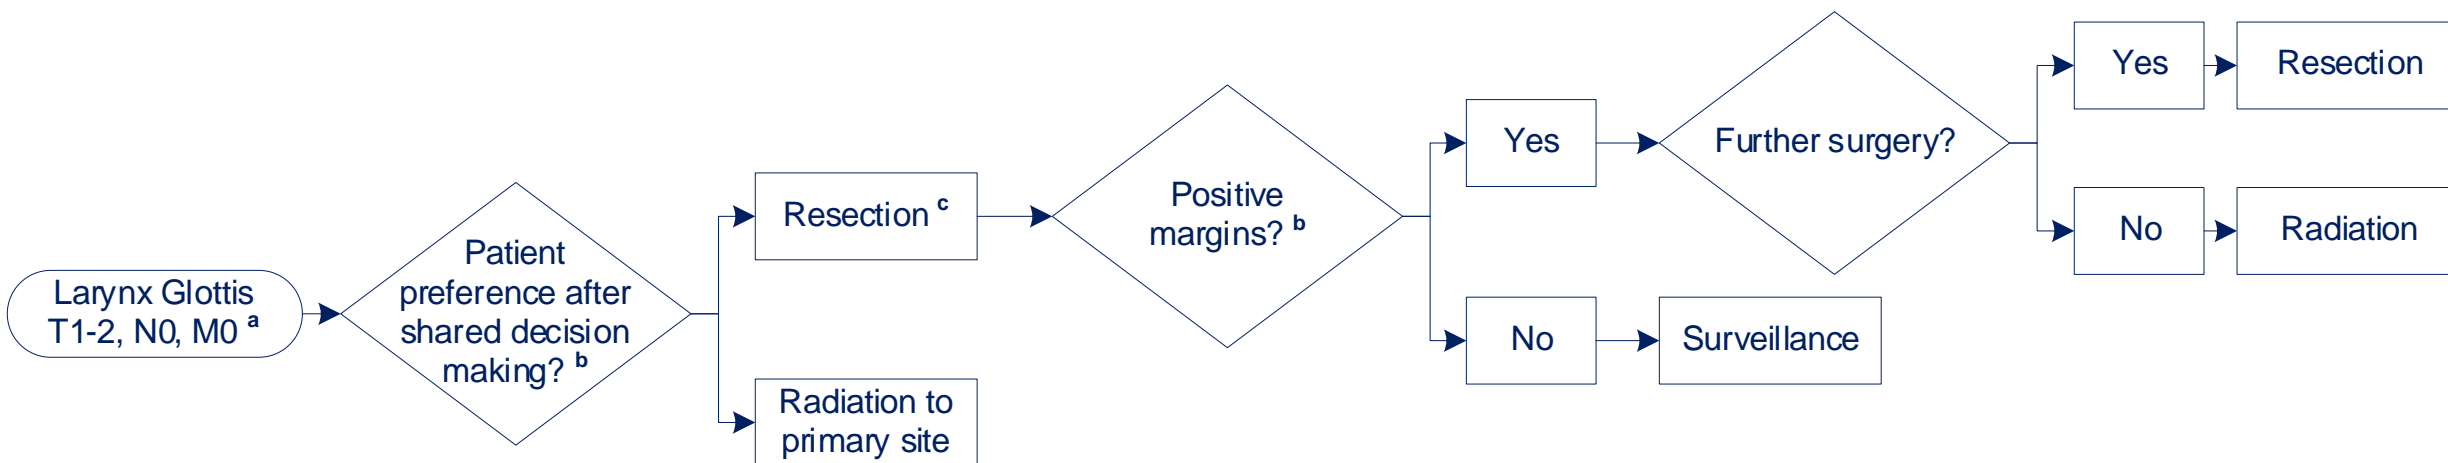 Larynx Glottis
T1-2, N0, M0 a
Patient
preference after
shared decision
making? b
Resection c
Radiation to
primary site
Positive
margins? b
Yes
No
Surveillance
Further surgery?
Yes
Resection
No
Radiation